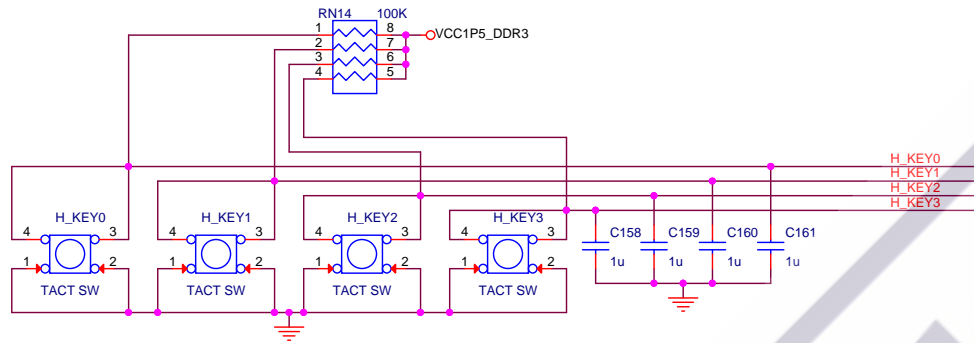 RN14 100K
1 8 VCC1P5_DDR3
2 7
3 6
4 5
H_KEY0
H_KEY1
H_KEY2
H_KEY3
H_KEY0 H_KEY1 H_KEY2 H_KEY3
4 3 4 3 4 3 4 3
C158 C159 C160 C161
1 2 1 2 1 2 1 2
1u 1u 1u 1u
TACT SW TACT SW TACT SW TACT SW